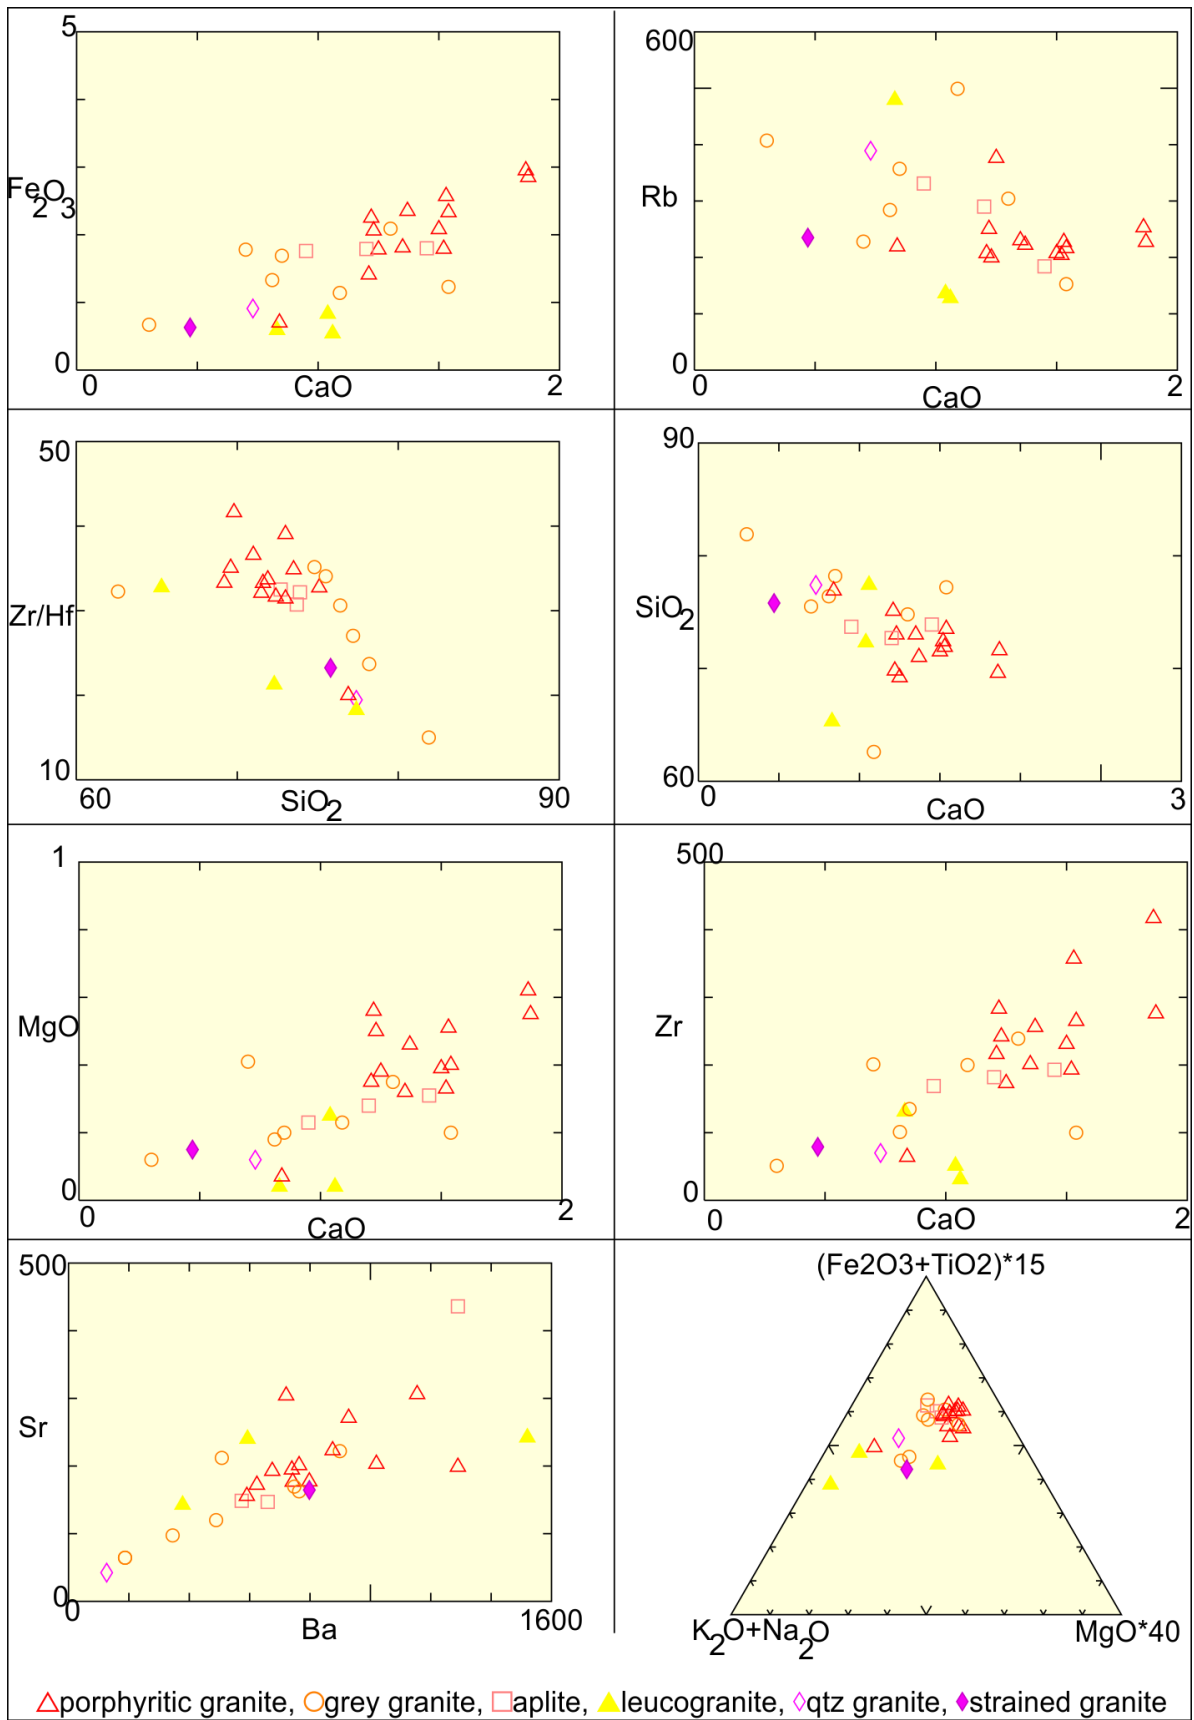 5
FeO
2 3
0
0
CaO
2
600
Rb
0
0
CaO
2
50
Zr/Hf
10
60
SiO2
90
90
SiO2
60
0
CaO
3
1
MgO
0
0
CaO
2
500
Zr
0
0
CaO
2
500
Sr
0
0
Ba
1600
(Fe2O3+TiO2)*15
K2O+Na2O
MgO*40
porphyritic granite, grey granite, aplite, leucogranite, qtz granite, strained granite